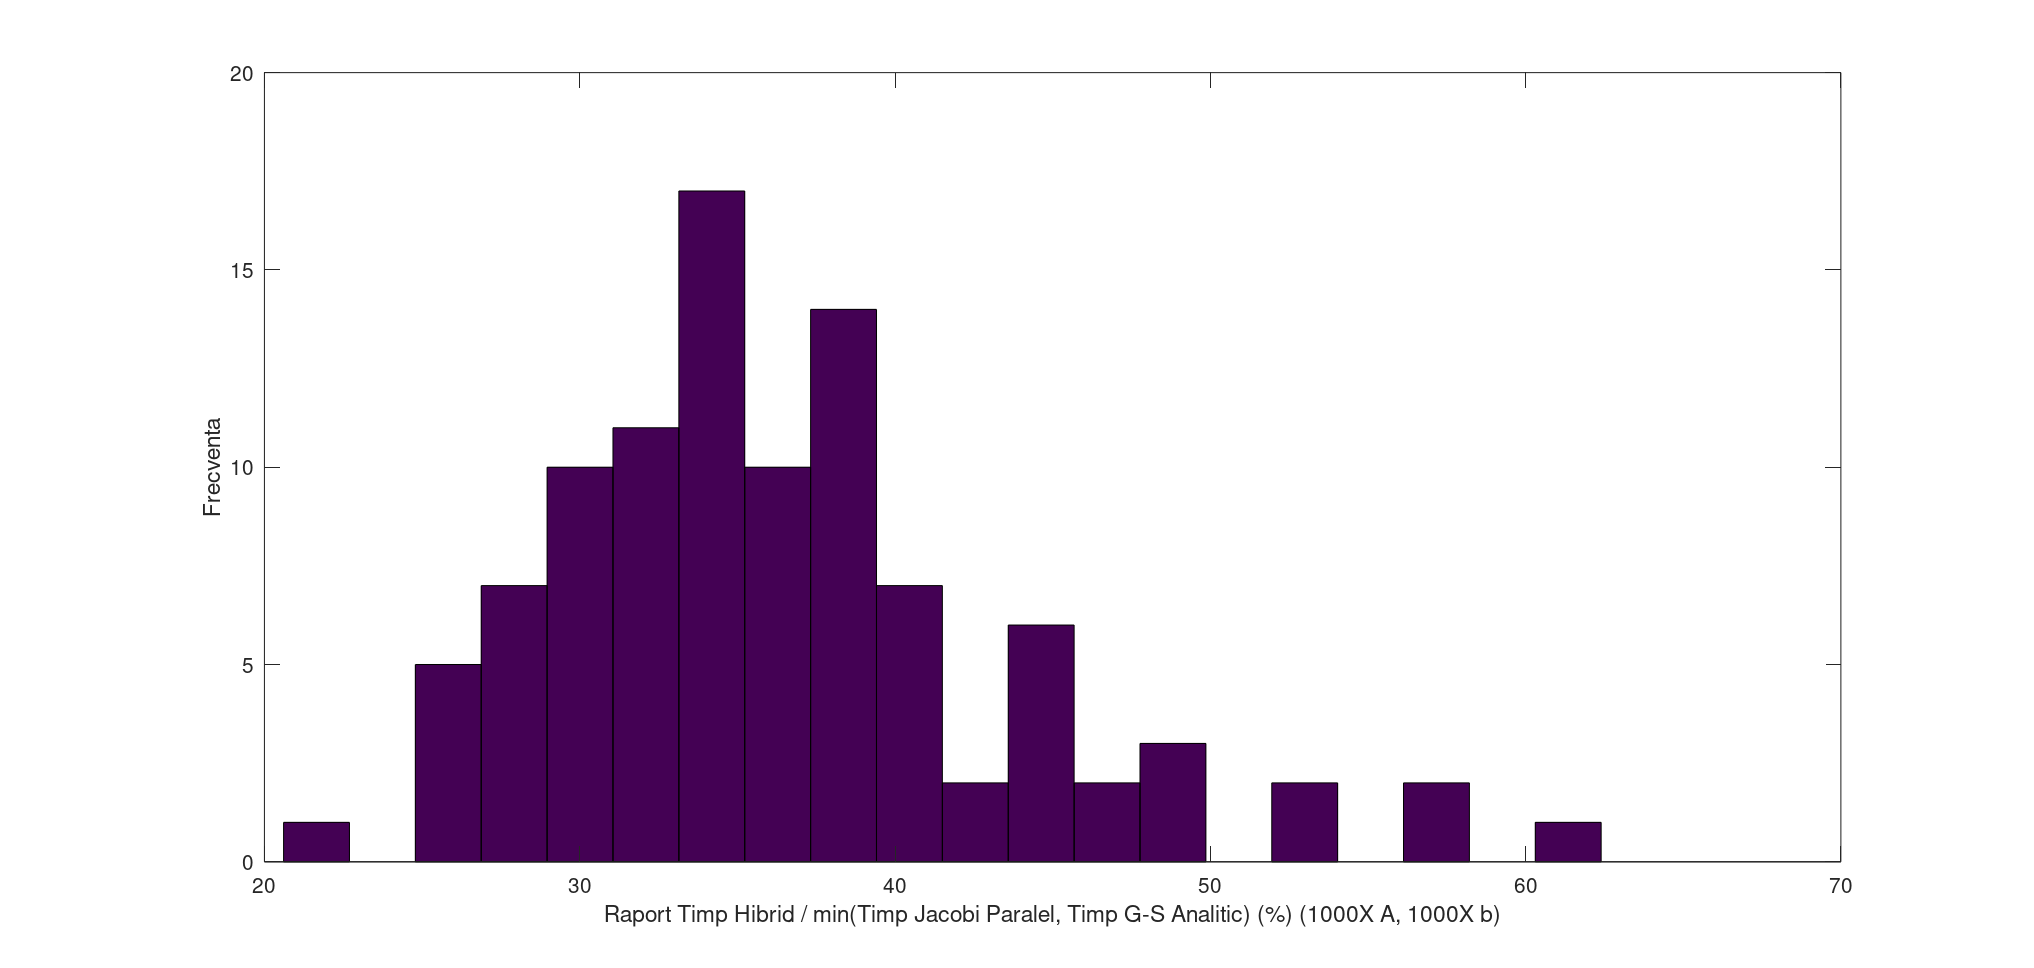 20
15
10
5
0
Frecventa
20 30 40 50 60 70
Raport Timp Hibrid / min(Timp Jacobi Paralel, Timp G-S Analitic) (%) (1000X A, 1000X b)